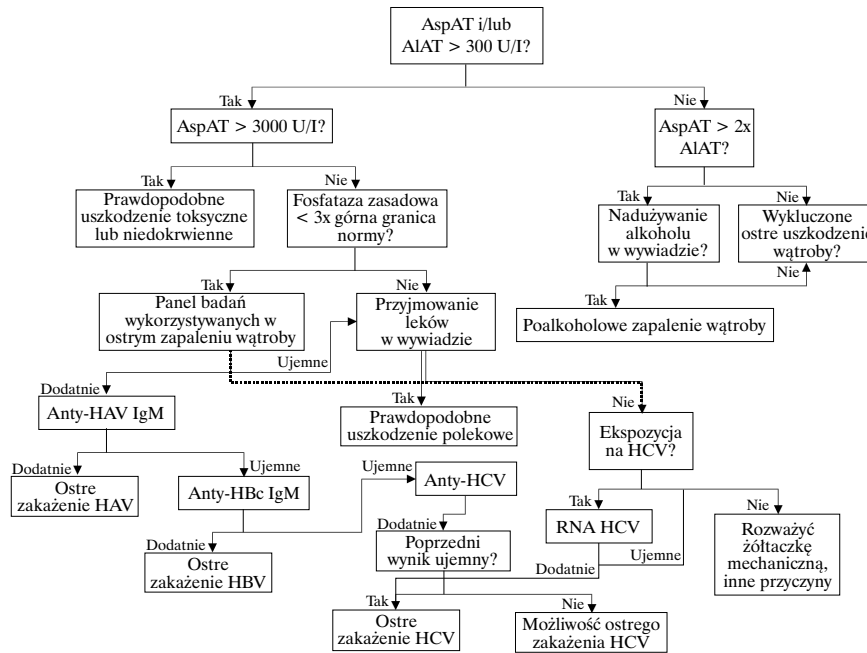 AspAT i/lub
AlAT > 300 U/I?
Tak
Nie
AspAT > 3000 U/I?
AspAT > 2x
AlAT?
Tak
Nie
Tak
Nie
Prawdopodobne
uszkodzenie toksyczne
lub niedokrwienne
Fosfataza zasadowa
< 3x górna granica
normy?
Nadużywanie
alkoholu
w wywiadzie?
Wykluczone
ostre uszkodzenie
wątroby?
Tak
Nie
Tak
Nie
Panel badań
wykorzystywanych w
ostrym zapaleniu wątroby
Przyjmowanie
leków
w wywiadzie
Poalkoholowe zapalenie wątroby
Ujemne
Dodatnie
Tak
Nie
Anty-HAV IgM
Prawdopodobne
uszkodzenie polekowe
Ekspozycja
na HCV?
Dodatnie
Ujemne
Ujemne
Ostre
zakażenie HAV
Anty-HBc IgM
Anty-HCV
Tak
Nie
Dodatnie
Dodatnie
RNA HCV
Rozważyć
żółtaczkę
mechaniczną,
inne przyczyny
Ostre
zakażenie HBV
Poprzedni
wynik ujemny?
Dodatnie
Ujemne
Tak
Nie
Ostre
zakażenie HCV
Możliwość ostrego
zakażenia HCV